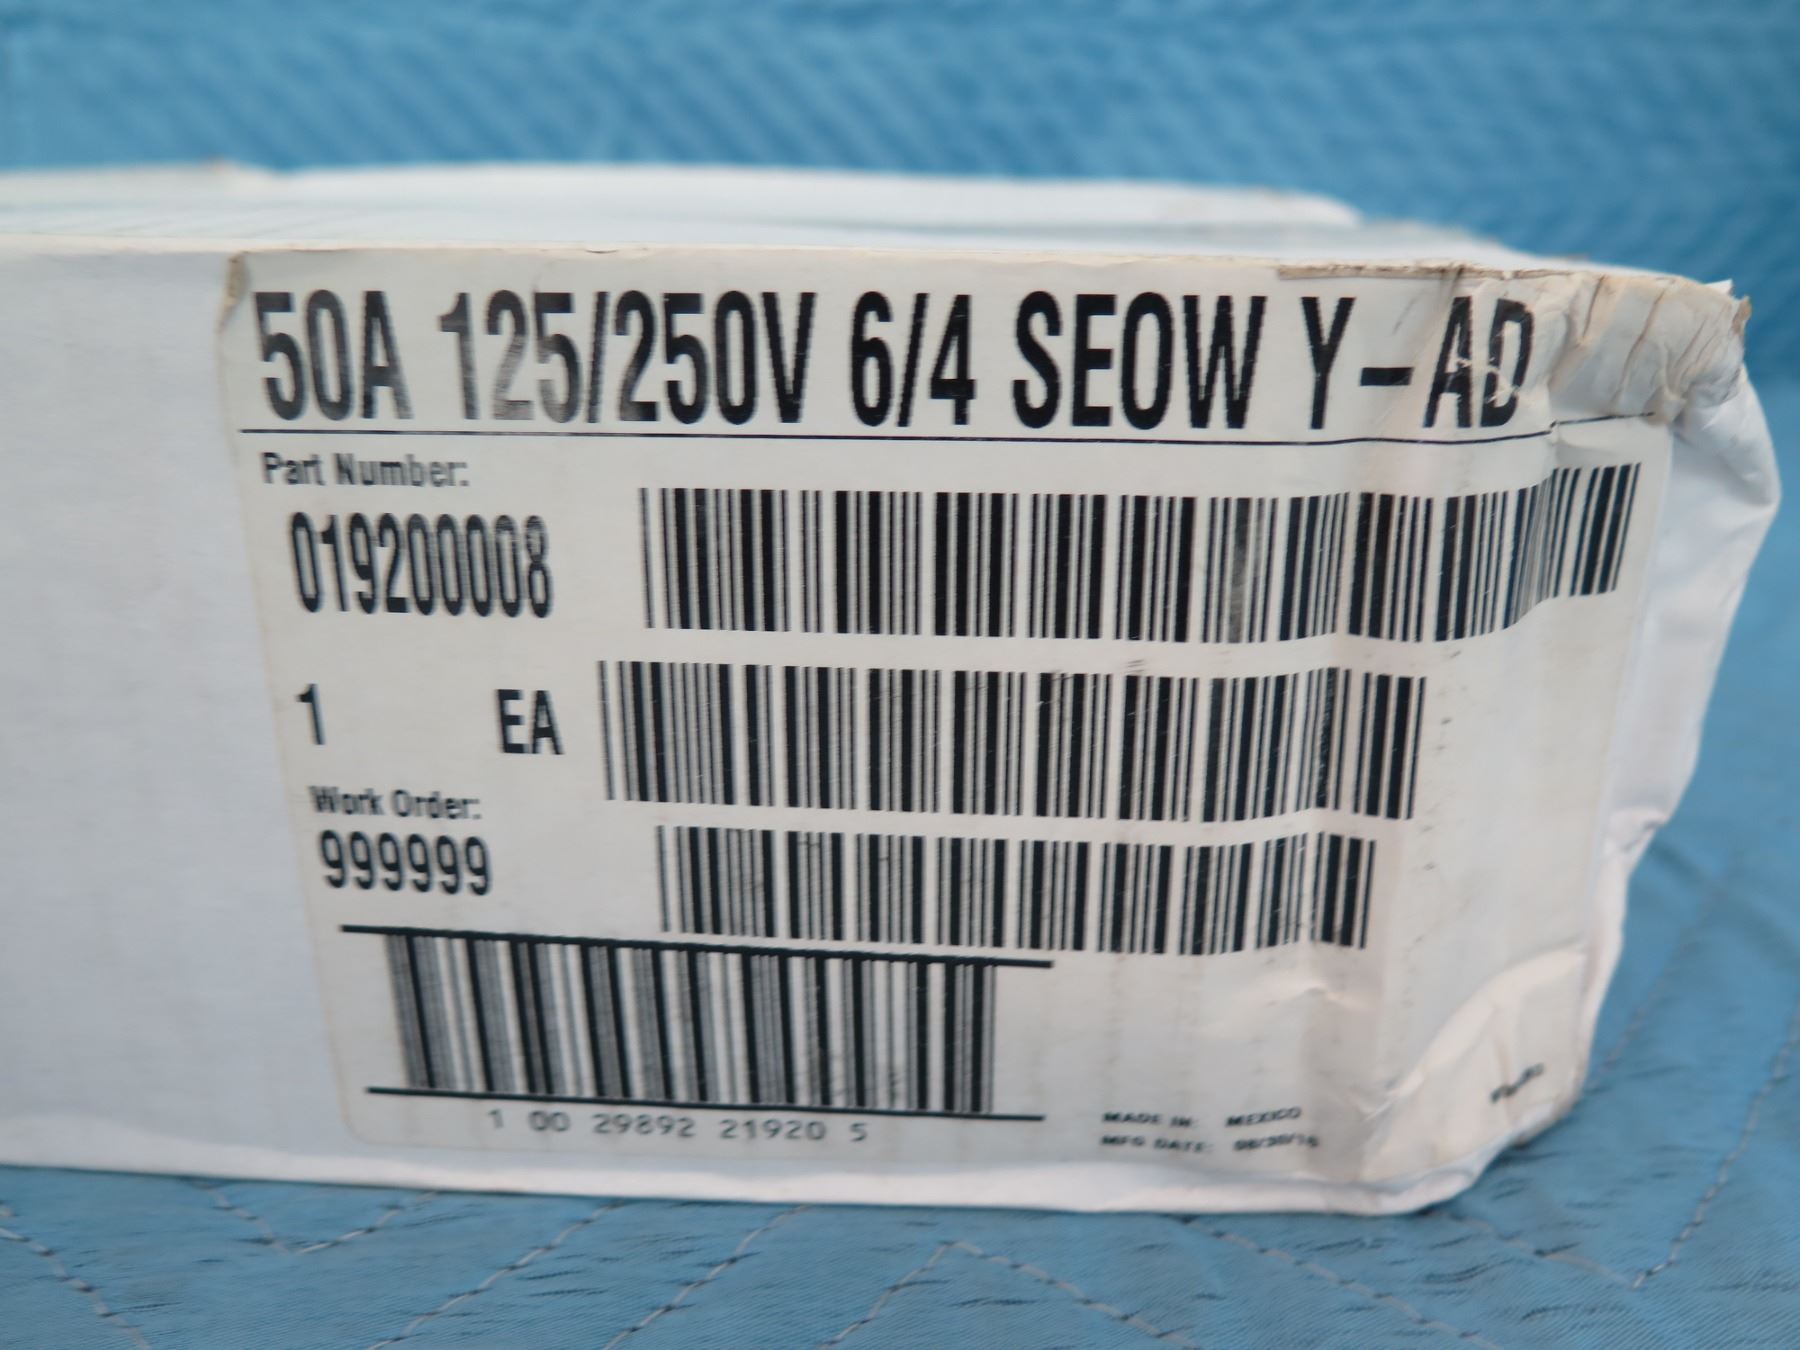 50A 125/250V 6/4 SEOW Y-AD
Part Number:
019200008
1 EA
Work Order:
999999
1 00 29892 21920 5
MADE IN: MEXICO
MFG DATE: